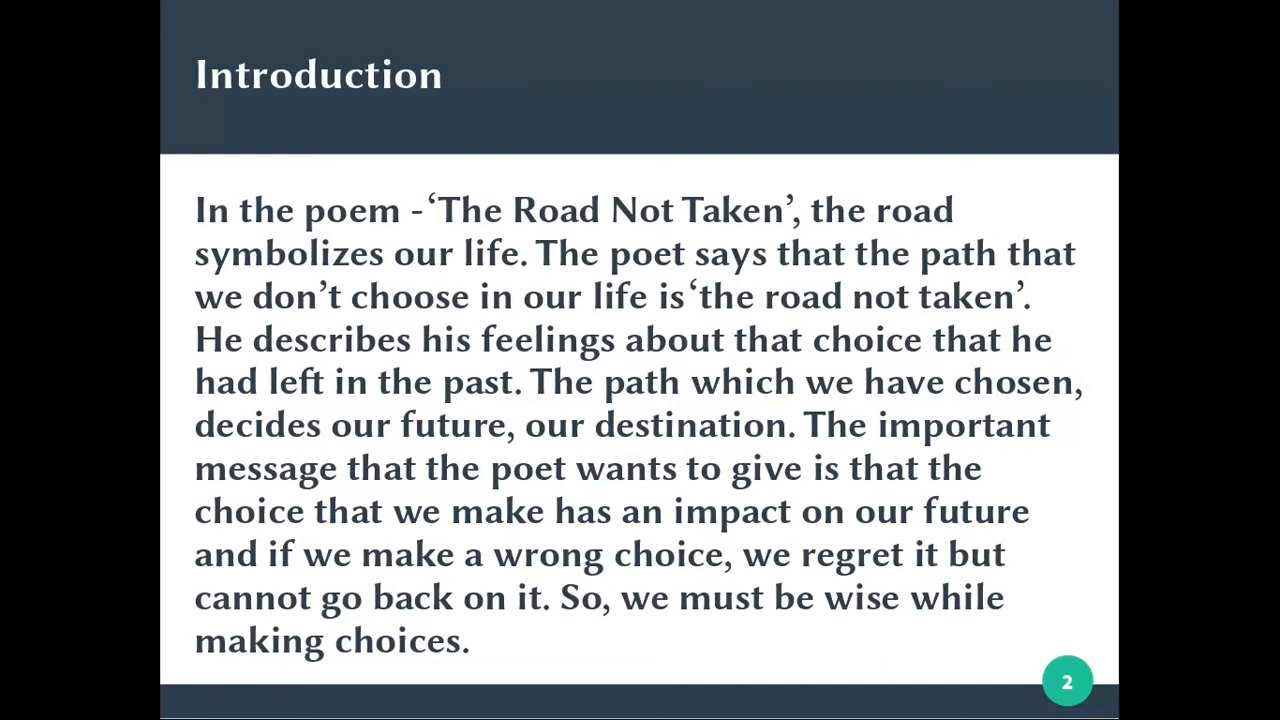 Introduction
In the poem -‘The Road Not Taken’, the road
symbolizes our life. The poet says that the path that
we don’t choose in our life is ‘the road not taken’.
He describes his feelings about that choice that he
had left in the past. The path which we have chosen,
decides our future, our destination. The important
message that the poet wants to give is that the
choice that we make has an impact on our future
and if we make a wrong choice, we regret it but
cannot go back on it. So, we must be wise while
making choices.
2